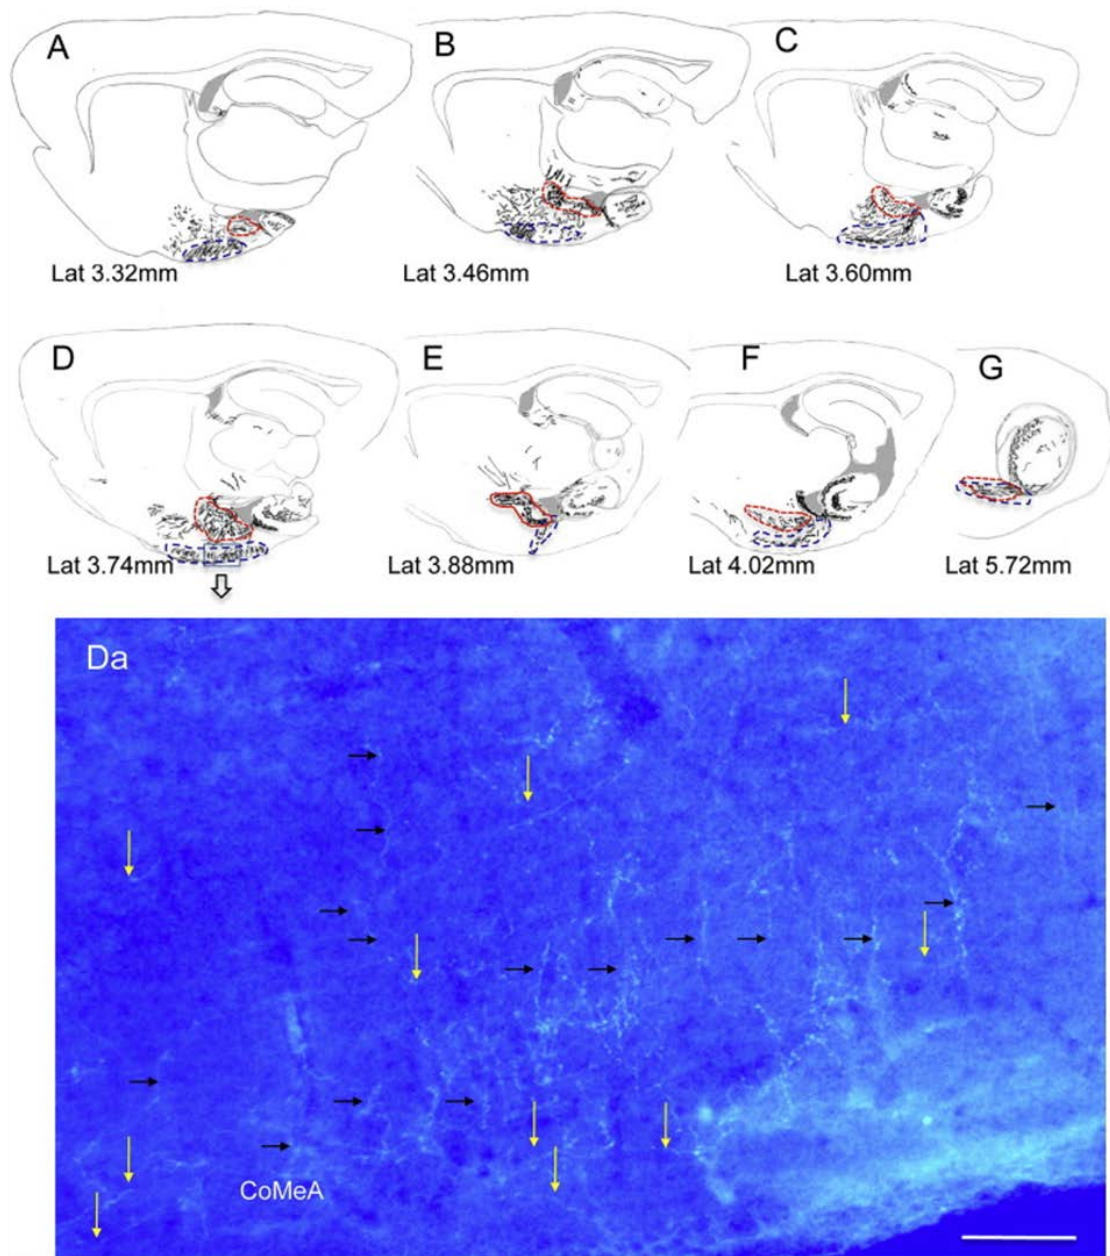 A
B
C
Lat 3.32mm
Lat 3.46mm
Lat 3.60mm
D
E
F
G
Lat 3.74mm
Lat 3.88mm
Lat 4.02mm
Lat 5.72mm
Da
CoMeA